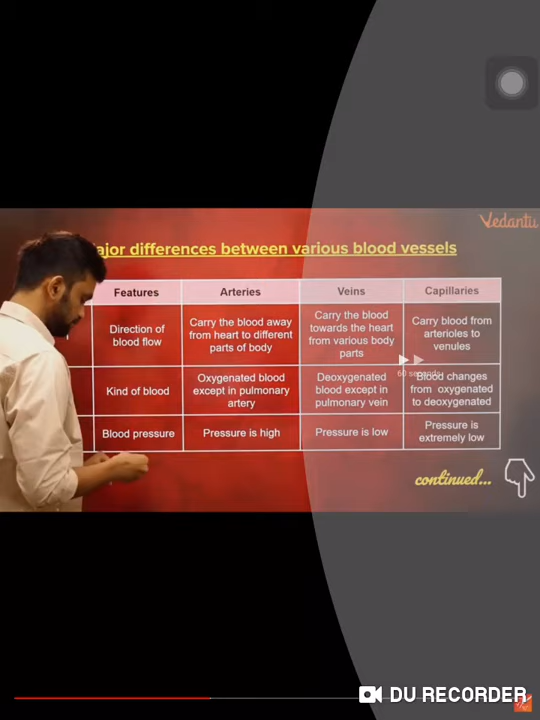 Vedantu
ajor differences between various blood vessels
Features
Arteries
Veins
Capillaries
Direction of
blood flow
Carry the blood away
from heart to different
parts of body
Carry the blood
towards the heart
from various body
parts
Carry blood from
arterioles to
venules
60 seconds
Kind of blood
Oxygenated blood
except in pulmonary
artery
Deoxygenated
blood except in
pulmonary vein
Blood changes
from oxygenated
to deoxygenated
Blood pressure
Pressure is high
Pressure is low
Pressure is
extremely low
continued...
DU RECORDER